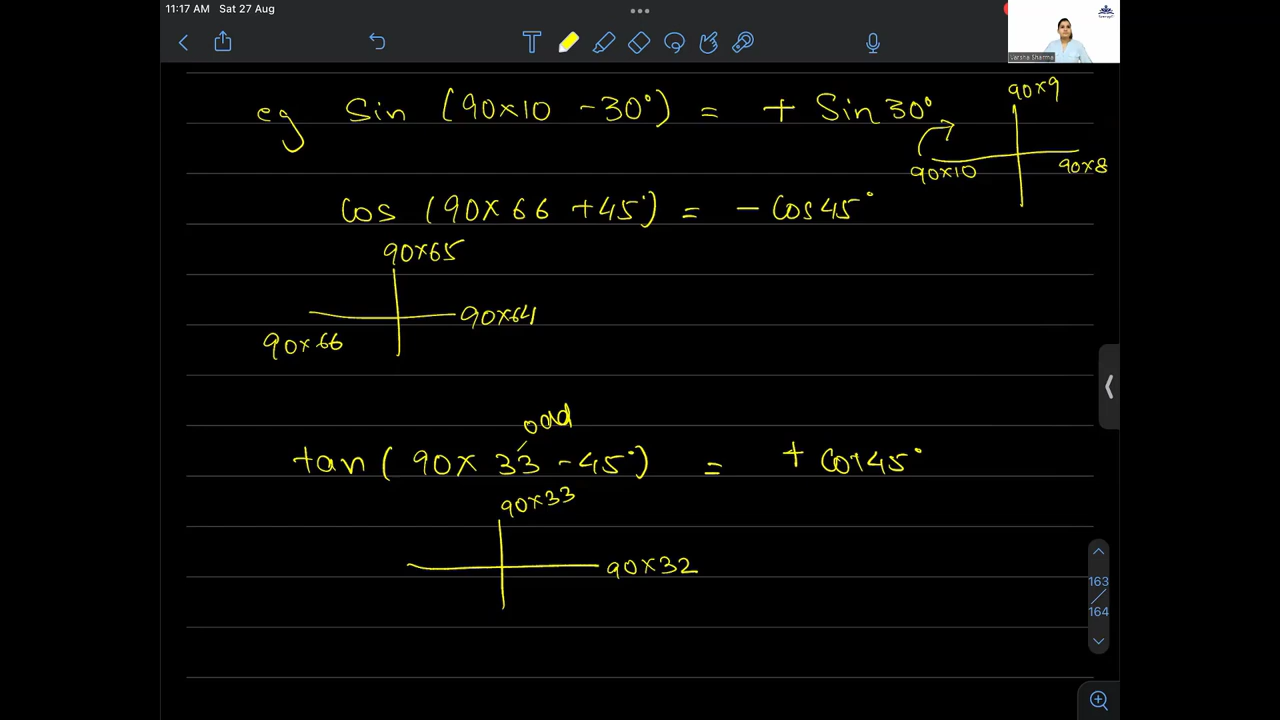 11:17 AM Sat 27 Aug
T
Varsha Sharma
eg Sin (90×10 -30°) = + Sin 30°
90×9
90×10
90×8
cos (90×66 +45°) = - Cos 45°
90×65
90×64
90×66
odd
tan ( 90× 33 -45°) = + Cot 45°
90×33
90×32
163
164